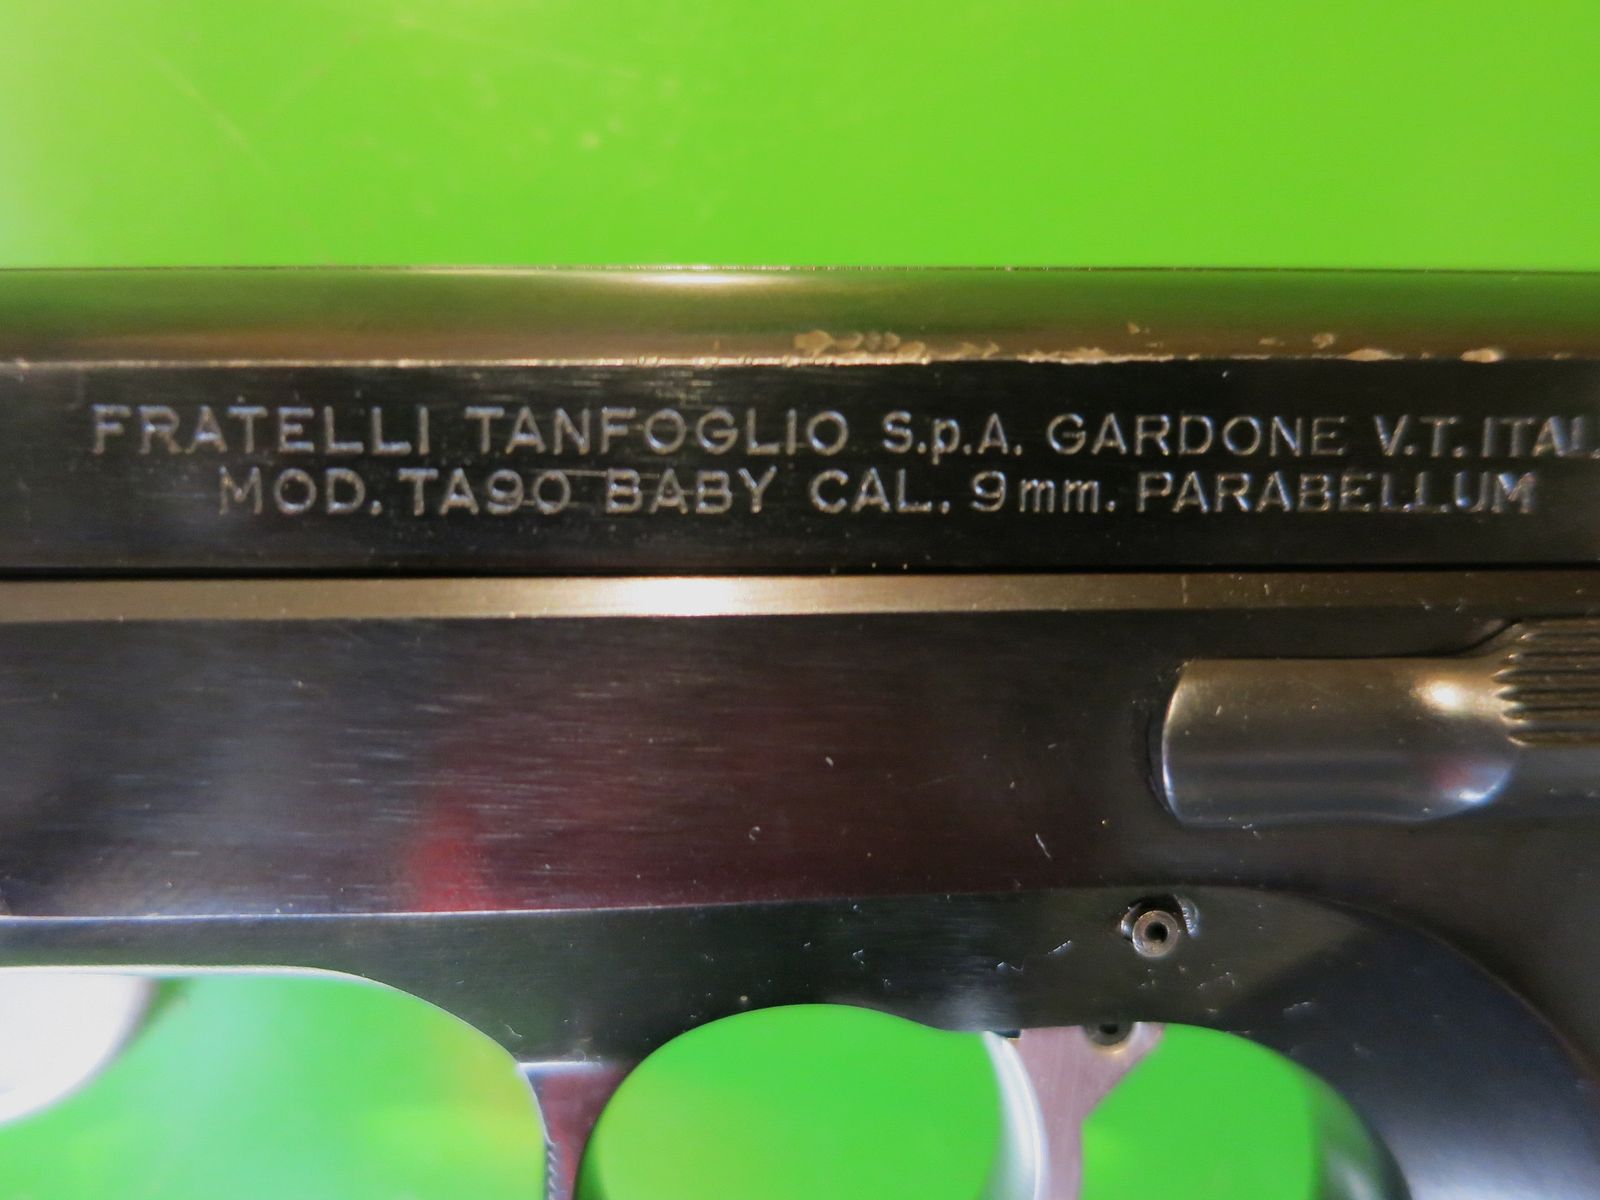 FRATELLI TANFOGLIO S.p.A. GARDONE V.T. ITAL
MOD. TA90 BABY CAL. 9mm. PARABELLUM